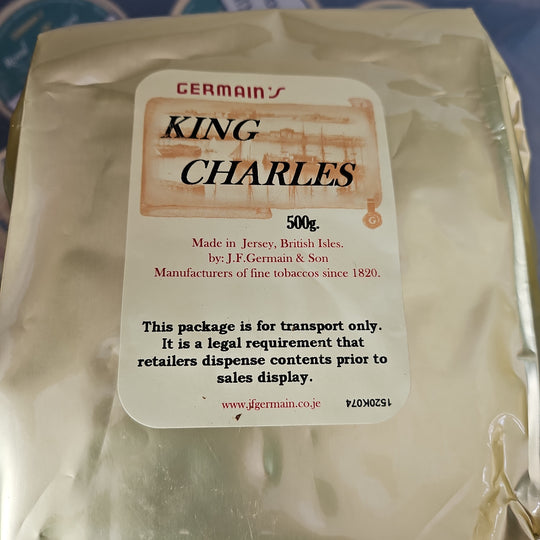 GERMAIN'S
KING
CHARLES
500g.
Made in Jersey, British Isles.
by: J.F.Germain & Son
Manufacturers of fine tobaccos since 1820.
This package is for transport only.
It is a legal requirement that
retailers dispense contents prior to
sales display.
www.jfgermain.co.je
1520K074
G